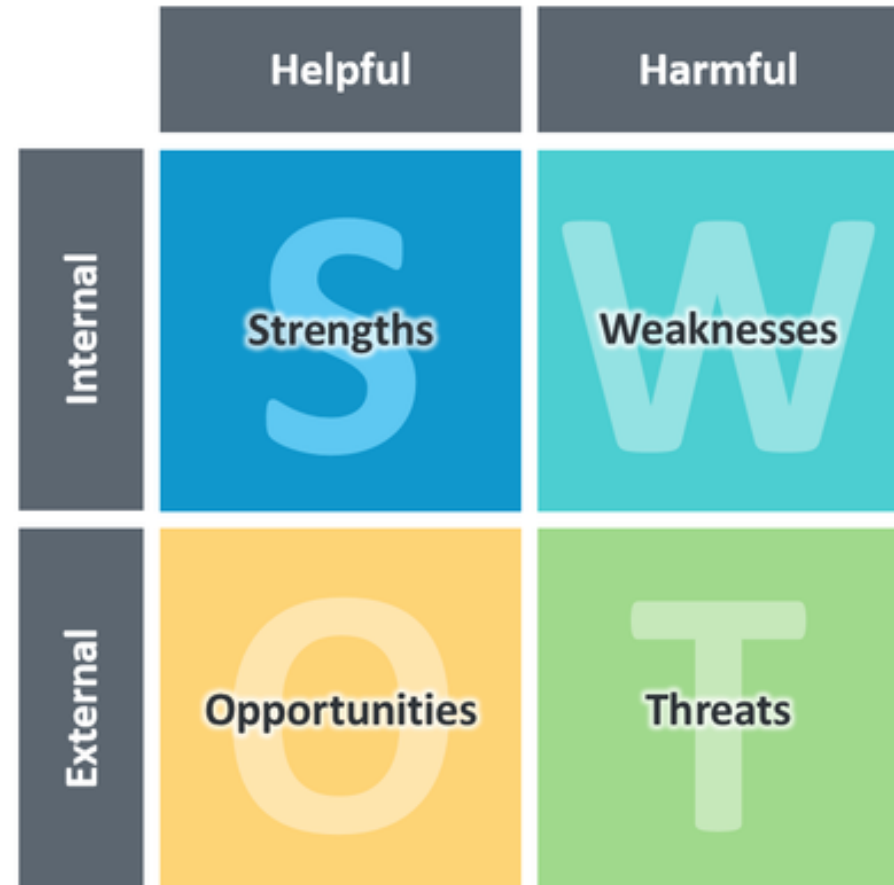 Helpful
Harmful
Internal
S
Strengths
W
Weaknesses
External
O
Opportunities
T
Threats